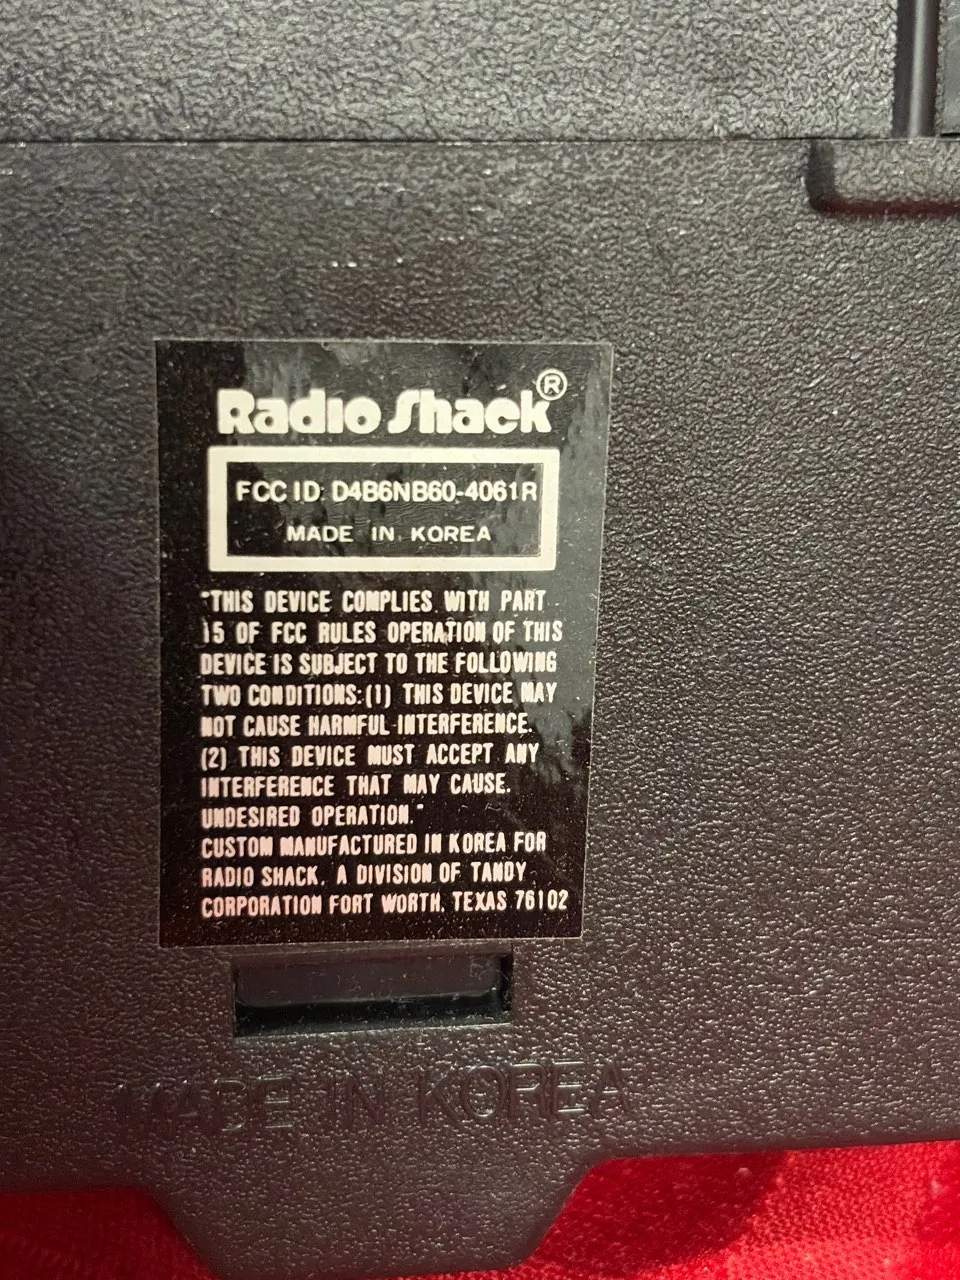 Radio Shack®
FCC ID: D4B6NB60-4061R
MADE IN KOREA
"THIS DEVICE COMPLIES WITH PART
15 OF FCC RULES OPERATION OF THIS
DEVICE IS SUBJECT TO THE FOLLOWING
TWO CONDITIONS:(1) THIS DEVICE MAY
NOT CAUSE HARMFUL INTERFERENCE.
(2) THIS DEVICE MUST ACCEPT ANY
INTERFERENCE THAT MAY CAUSE.
UNDESIRED OPERATION."
CUSTOM MANUFACTURED IN KOREA FOR
RADIO SHACK. A DIVISION OF TANDY
CORPORATION FORT WORTH, TEXAS 76102
MADE IN KOREA